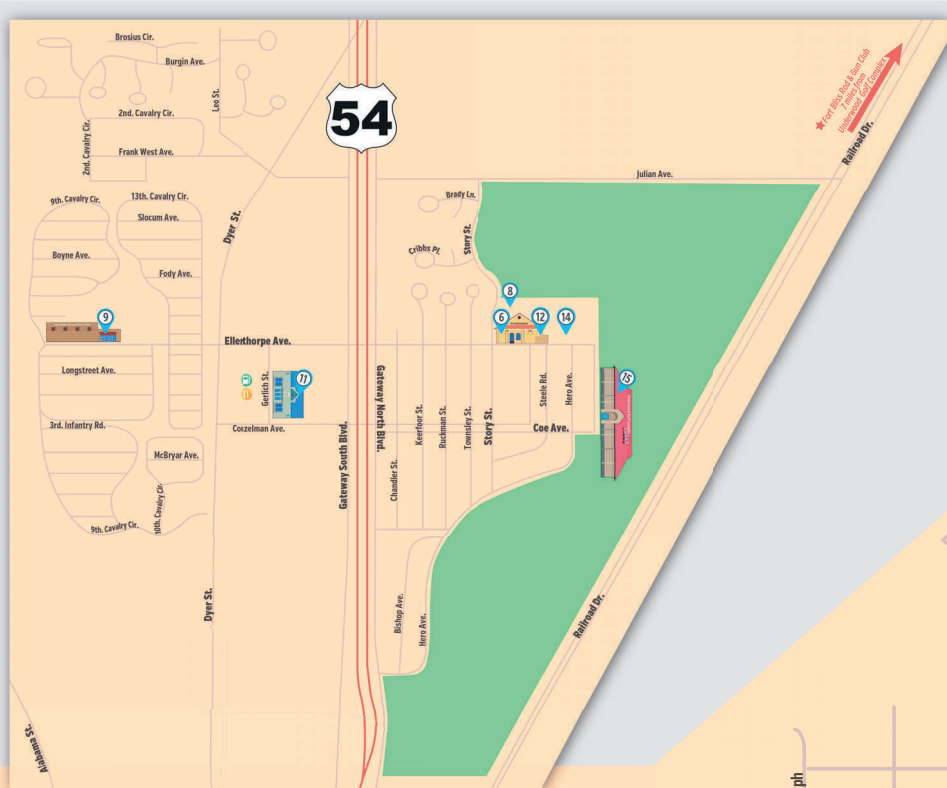 Brosius Cir.
Burgin Ave.
Leo St.
2nd. Cavalry Cir.
2nd. Cavalry Cir.
Frank West Ave.
54
★Fort Bliss Rod & Gun Club
7 miles from
Underwood Golf Complex
Railroad Dr.
Julian Ave.
9th. Cavalry Cir.
13th. Cavalry Cir.
Slocum Ave.
Dyer St.
Brady Ln.
Story St.
Cribbs Pl.
Boyne Ave.
Fody Ave.
8
9
6
12
14
Ellenthorpe Ave.
Longstreet Ave.
Gerlich St.
11
15
Gateway North Blvd.
Steele Rd.
Hero Ave.
3rd. Infantry Rd.
Corzelman Ave.
Keerfoor St.
Ruckman St.
Townsley St.
Story St.
Coe Ave.
McBryar Ave.
Gateway South Blvd.
Chandler St.
10th. Cavalry Cir.
9th. Cavalry Cir.
Dyer St.
Bishop Ave.
Hero Ave.
Railroad Dr.
Alabama St.
ph